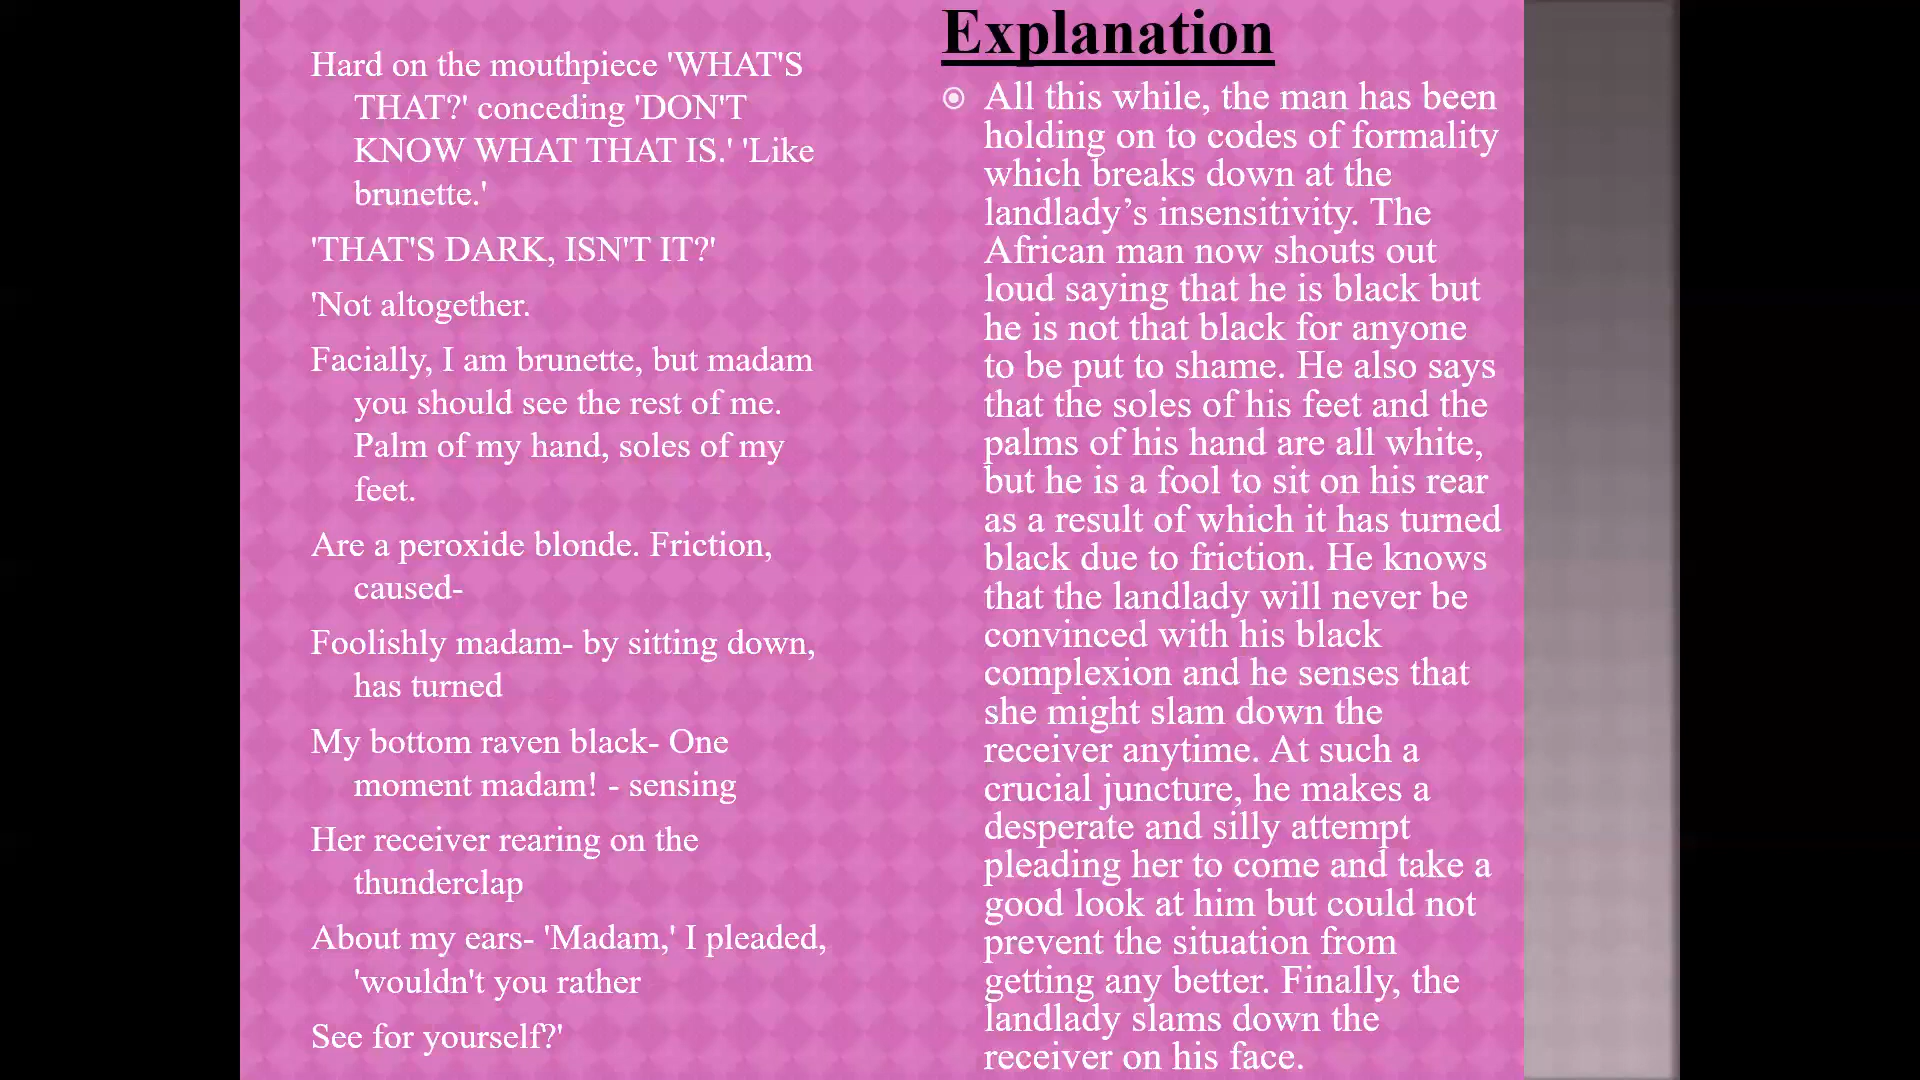 Hard on the mouthpiece 'WHAT'S
THAT?' conceding 'DON'T
KNOW WHAT THAT IS.' 'Like
brunette.'
'THAT'S DARK, ISN'T IT?'
'Not altogether.
Facially, I am brunette, but madam
you should see the rest of me.
Palm of my hand, soles of my
feet.
Are a peroxide blonde. Friction,
caused-
Foolishly madam- by sitting down,
has turned
My bottom raven black- One
moment madam! - sensing
Her receiver rearing on the
thunderclap
About my ears- 'Madam,' I pleaded,
'wouldn't you rather
See for yourself?'
Explanation
All this while, the man has been
holding on to codes of formality
which breaks down at the
landlady’s insensitivity. The
African man now shouts out
loud saying that he is black but
he is not that black for anyone
to be put to shame. He also says
that the soles of his feet and the
palms of his hand are all white,
but he is a fool to sit on his rear
as a result of which it has turned
black due to friction. He knows
that the landlady will never be
convinced with his black
complexion and he senses that
she might slam down the
receiver anytime. At such a
crucial juncture, he makes a
desperate and silly attempt
pleading her to come and take a
good look at him but could not
prevent the situation from
getting any better. Finally, the
landlady slams down the
receiver on his face.